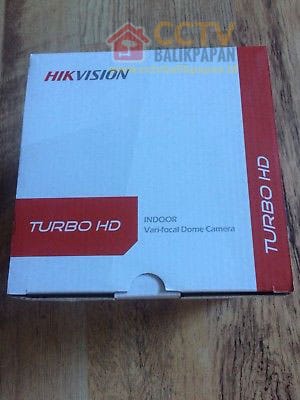 CCTV
BALIKPAPAN
HIKVISION
TURBO HD
INDOOR
Vari-focal Dome Camera
TURBO HD